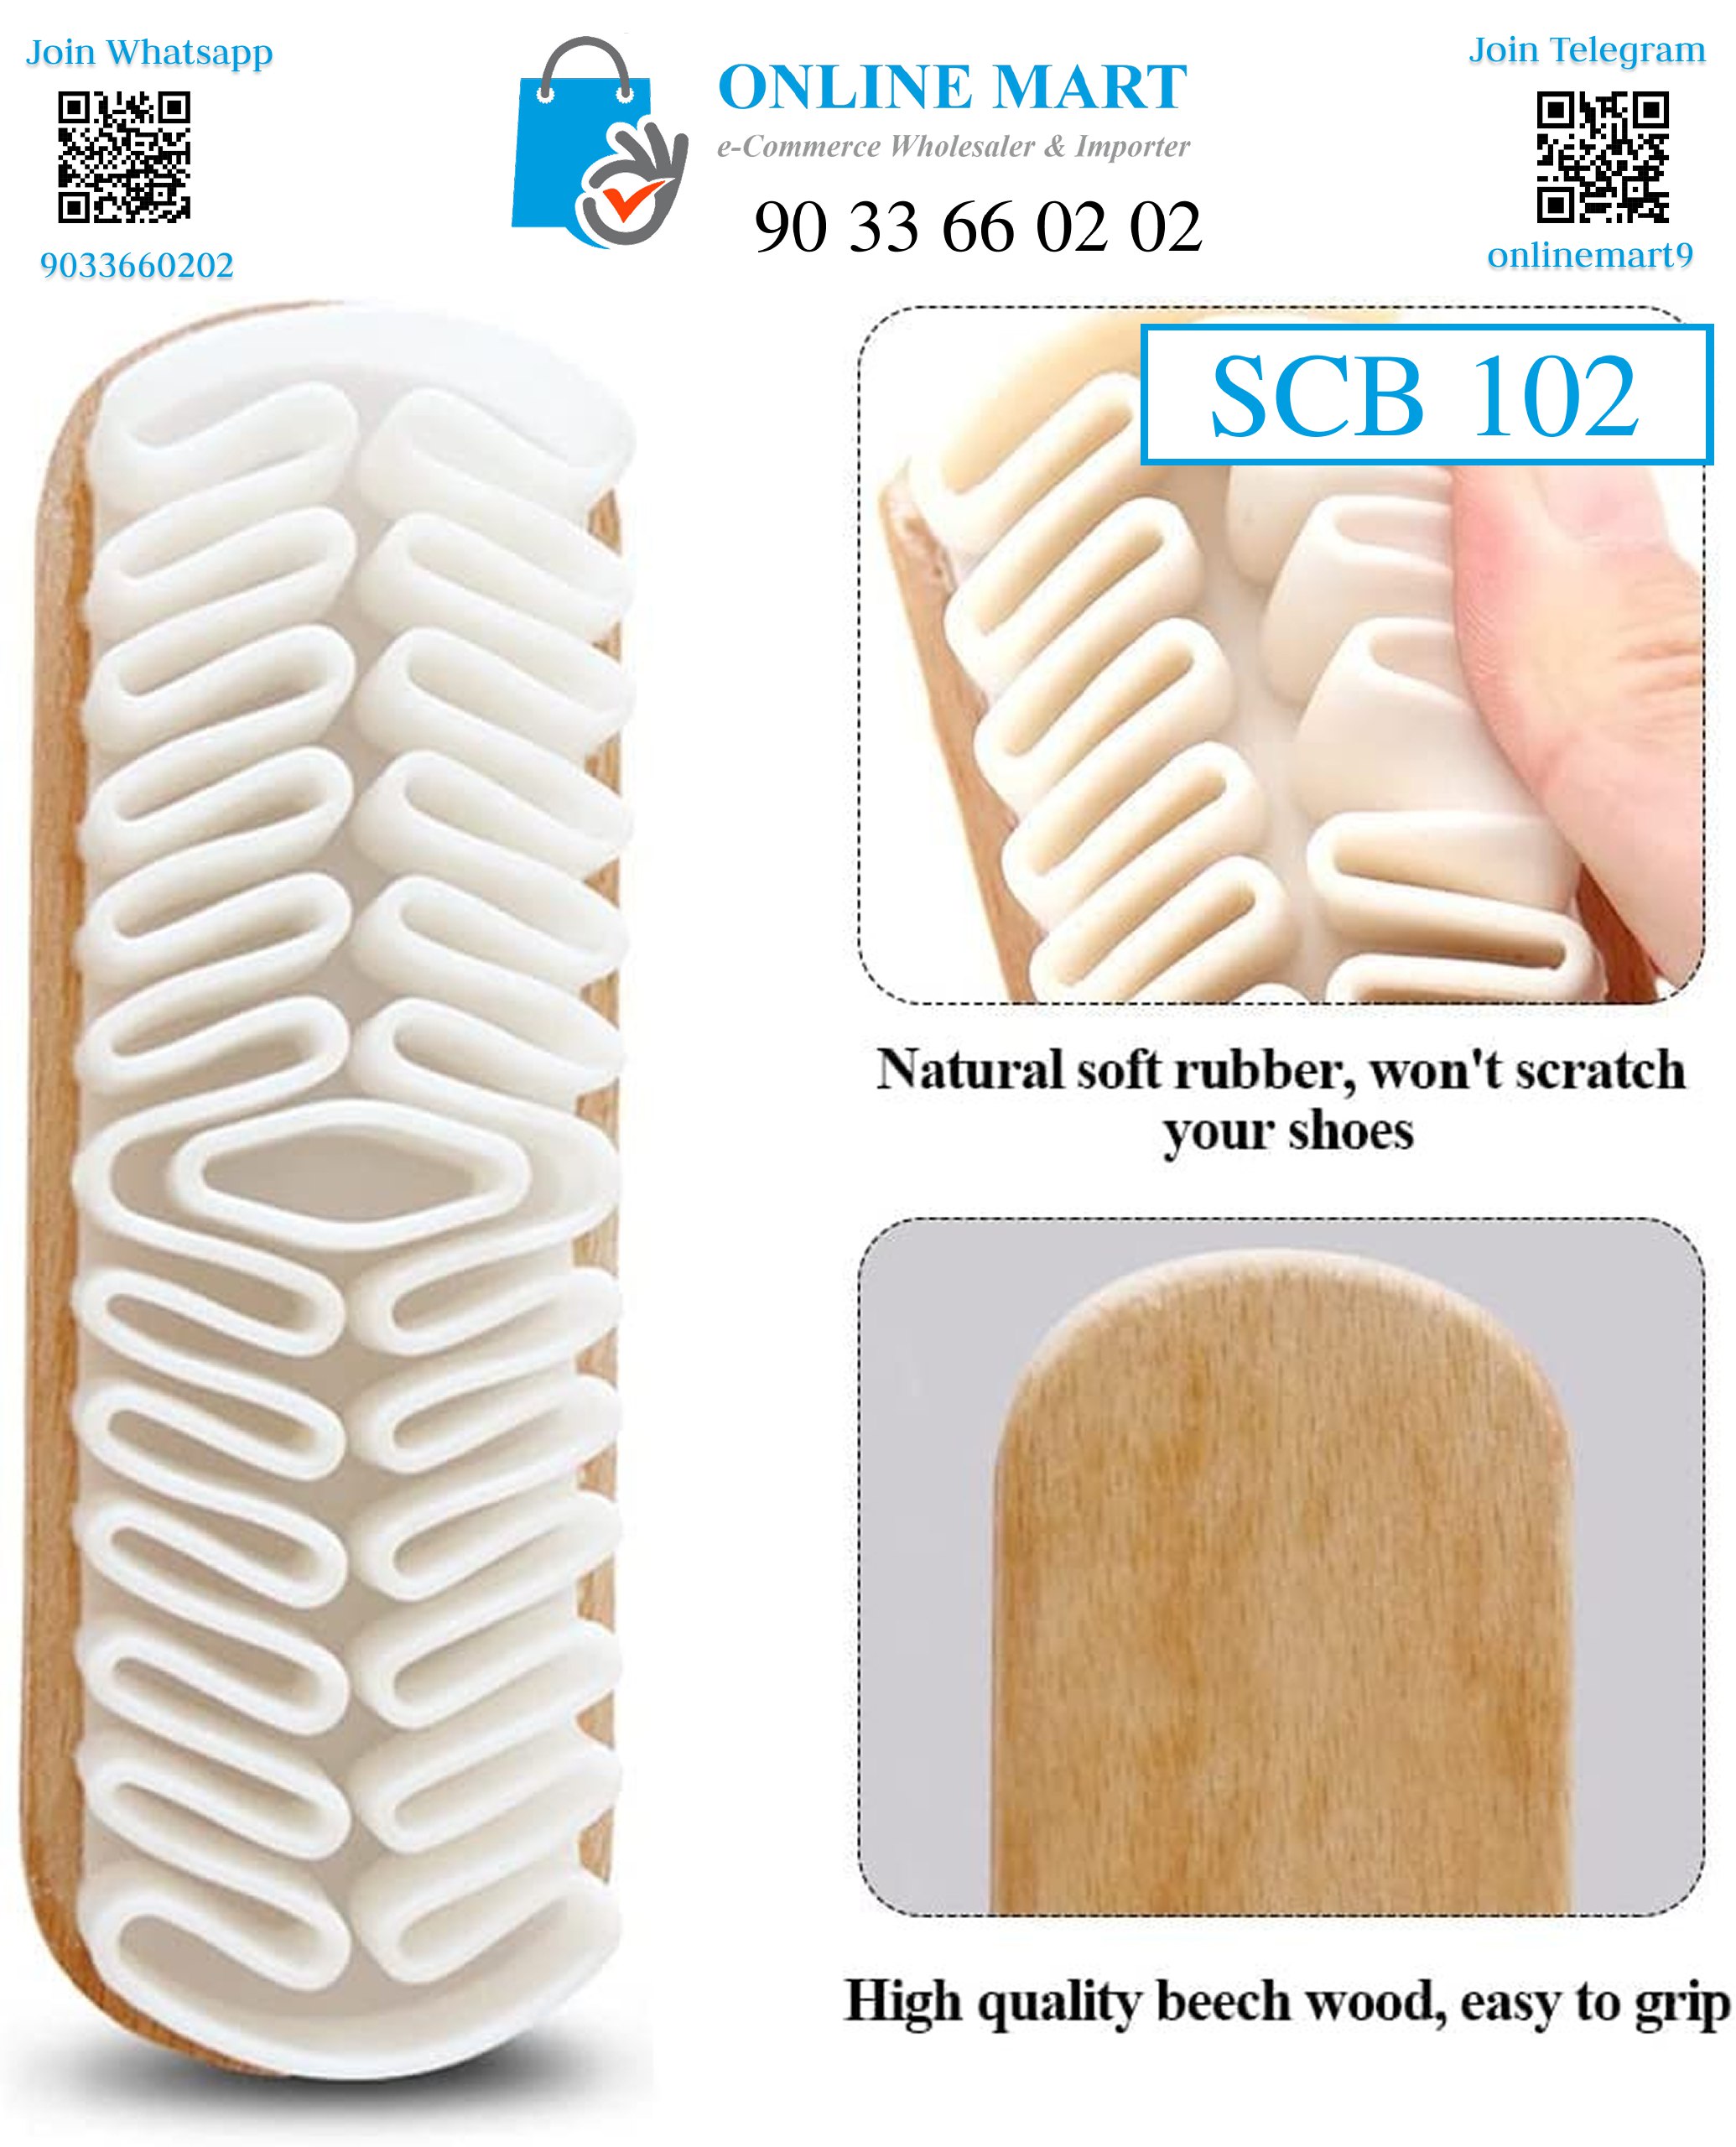 Join Whatsapp
9033660202
ONLINE MART
e-Commerce Wholesaler & Importer
90 33 66 02 02
Join Telegram
onlinemart9
SCB 102
Natural soft rubber, won't scratch
your shoes
High quality beech wood, easy to grip